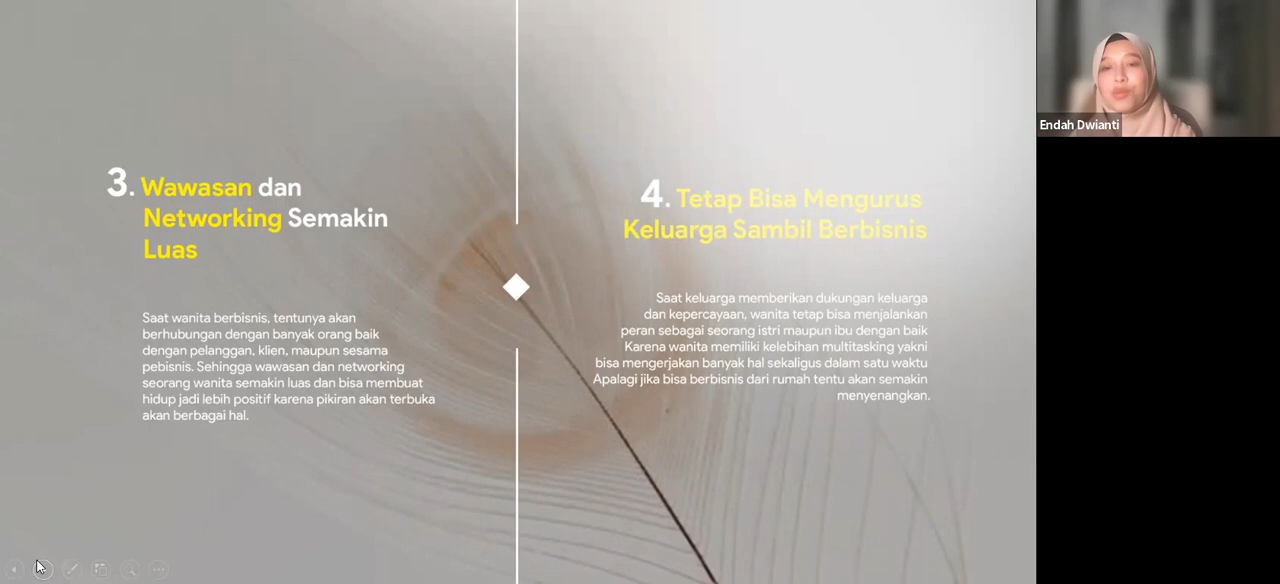 3. Wawasan dan
Networking Semakin
Luas
Saat wanita berbisnis, tentunya akan
berhubungan dengan banyak orang baik
dengan pelanggan, klien, maupun sesama
pebisnis. Sehingga wawasan dan networking
seorang wanita semakin luas dan bisa membuat
hidup jadi lebih positif karena pikiran akan terbuka
akan berbagai hal.
4. Tetap Bisa Mengurus
Keluarga Sambil Berbisnis
Saat keluarga memberikan dukungan keluarga
dan kepercayaan, wanita tetap bisa menjalankan
peran sebagai seorang istri maupun ibu dengan baik
Karena wanita memiliki kelebihan multitasking yakni
bisa mengerjakan banyak hal sekaligus dalam satu waktu
Apalagi jika bisa berbisnis dari rumah tentu akan semakin
menyenangkan.
Endah Dwianti